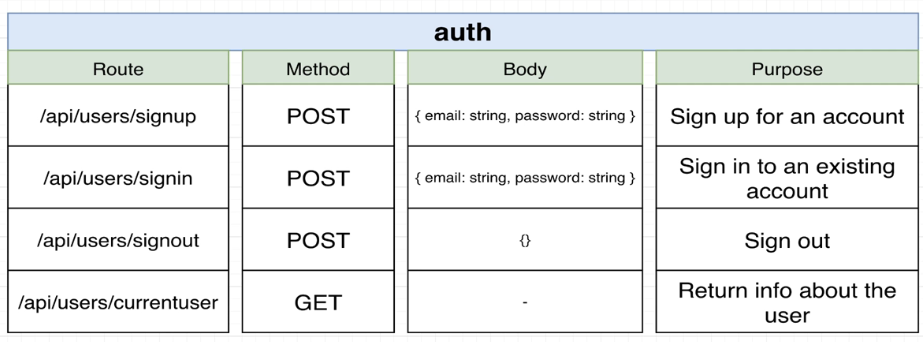 auth
Route Method Body Purpose
/api/users/signup POST { email: string, password: string } Sign up for an account
/api/users/signin POST { email: string, password: string } Sign in to an existing
account
/api/users/signout POST {} Sign out
/api/users/currentuser GET - Return info about the
user